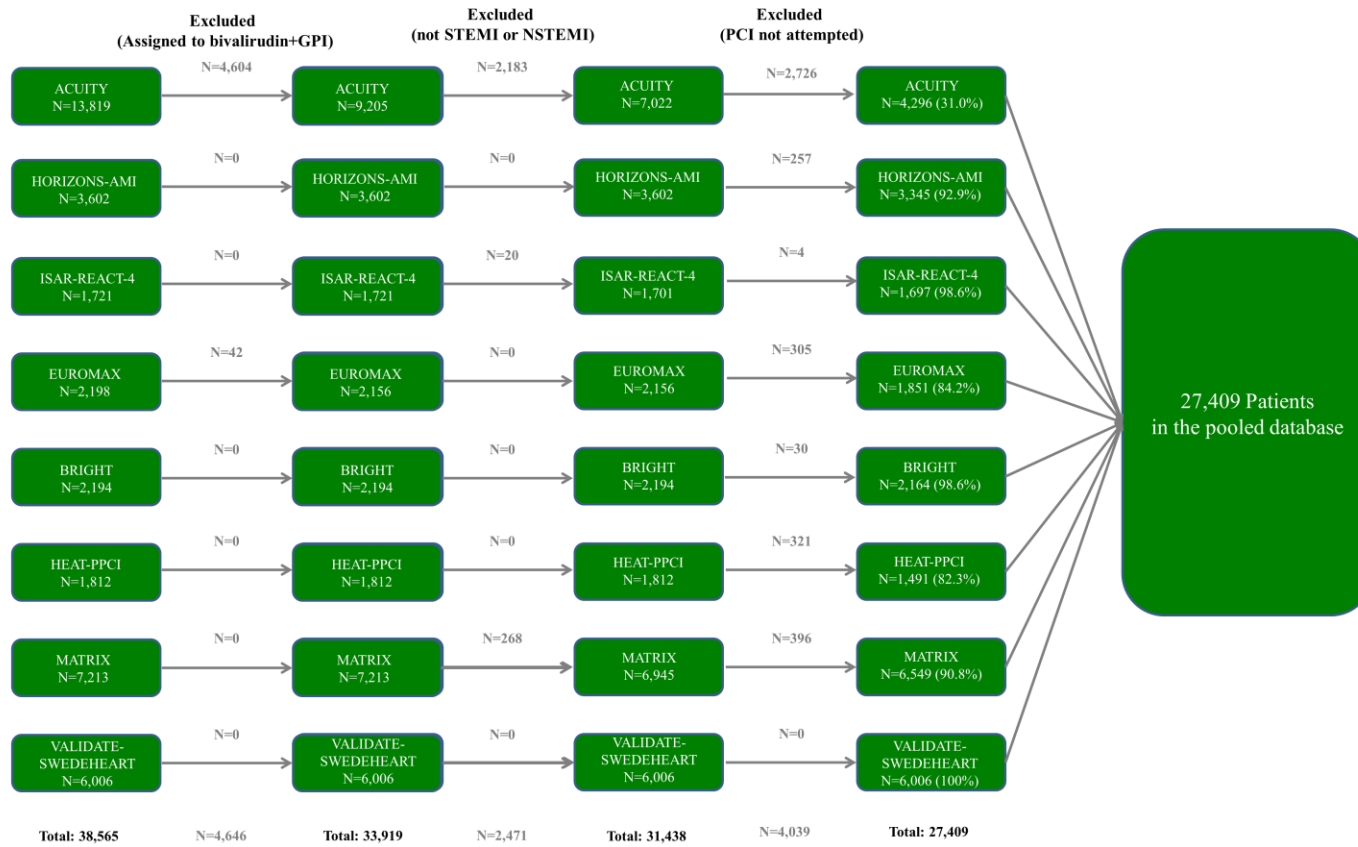 Excluded
(Assigned to bivalirudin+GPI)
Excluded
(not STEMI or NSTEMI)
Excluded
(PCI not attempted)
ACUITY
N=13,819
N=4,604
ACUITY
N=9,205
N=2,183
ACUITY
N=7,022
N=2,726
ACUITY
N=4,296 (31.0%)
HORIZONS-AMI
N=3,602
N=0
HORIZONS-AMI
N=3,602
N=0
HORIZONS-AMI
N=3,602
N=257
HORIZONS-AMI
N=3,345 (92.9%)
ISAR-REACT-4
N=1,721
N=0
ISAR-REACT-4
N=1,721
N=20
ISAR-REACT-4
N=1,701
N=4
ISAR-REACT-4
N=1,697 (98.6%)
EUROMAX
N=2,198
N=42
EUROMAX
N=2,156
N=0
EUROMAX
N=2,156
N=305
EUROMAX
N=1,851 (84.2%)
BRIGHT
N=2,194
N=0
BRIGHT
N=2,194
N=0
BRIGHT
N=2,194
N=30
BRIGHT
N=2,164 (98.6%)
HEAT-PPCI
N=1,812
N=0
HEAT-PPCI
N=1,812
N=0
HEAT-PPCI
N=1,812
N=321
HEAT-PPCI
N=1,491 (82.3%)
MATRIX
N=7,213
N=0
MATRIX
N=7,213
N=268
MATRIX
N=6,945
N=396
MATRIX
N=6,549 (90.8%)
VALIDATE-
SWEDEHEART
N=6,006
N=0
VALIDATE-
SWEDEHEART
N=6,006
N=0
VALIDATE-
SWEDEHEART
N=6,006
N=0
VALIDATE-
SWEDEHEART
N=6,006 (100%)
27,409 Patients
in the pooled database
Total: 38,565
N=4,646
Total: 33,919
N=2,471
Total: 31,438
N=4,039
Total: 27,409